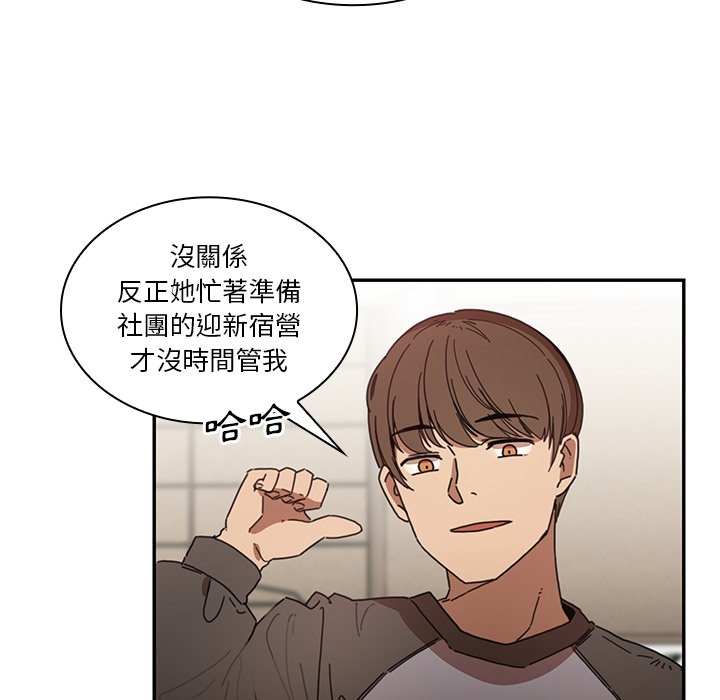 沒關係
反正她忙著準備
社團的迎新宿營
才沒時間管我
哈哈